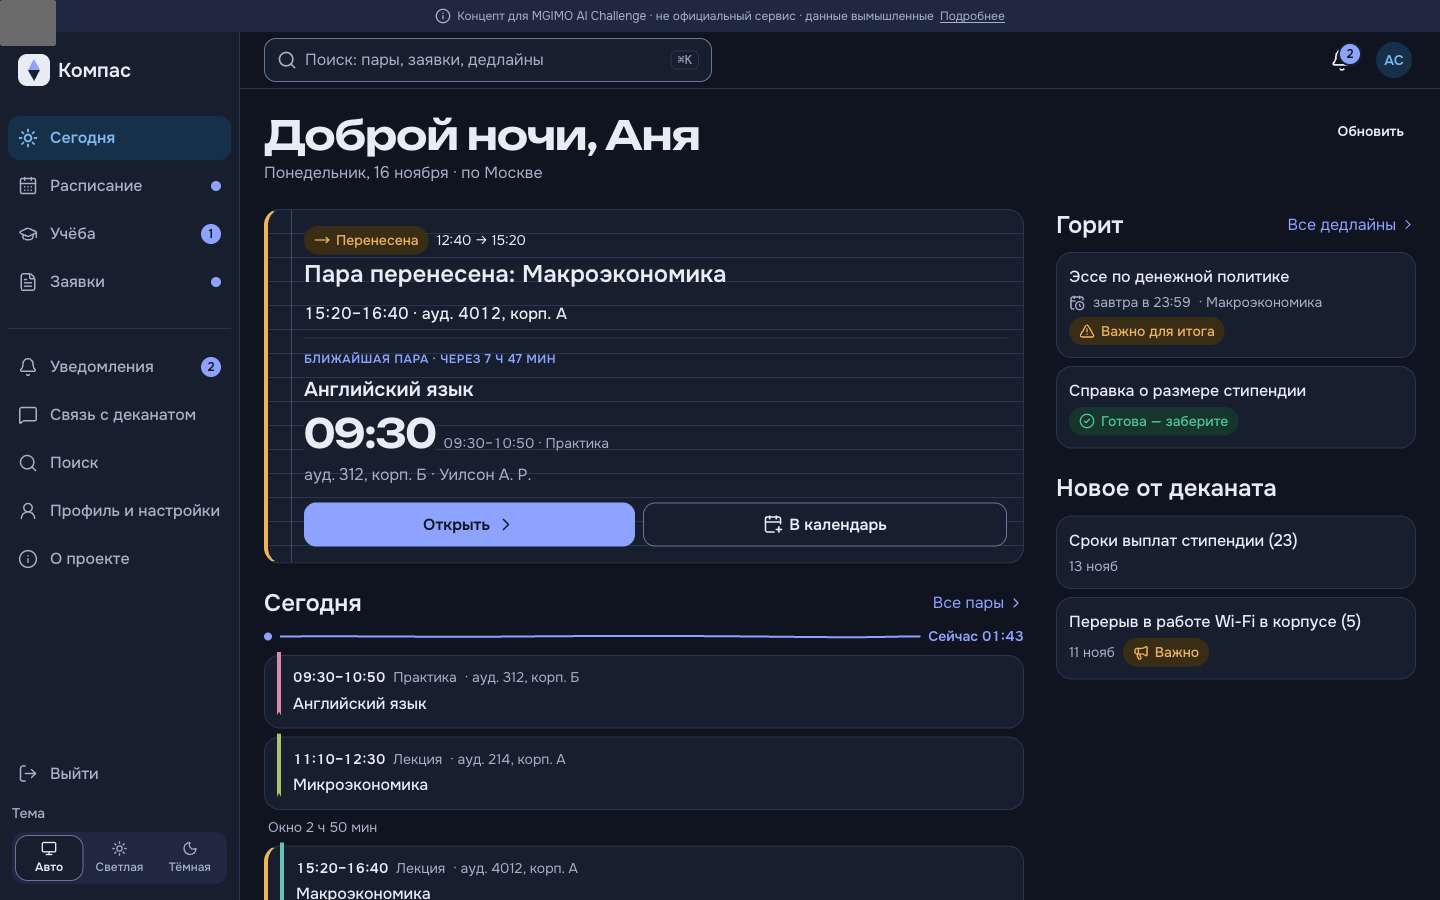 Концепт для MGIMO AI Challenge · не официальный сервис · данные вымышленные Подробнее
Компас
Поиск: пары, заявки, дедлайны
⌘K
2
АС
Сегодня
Расписание
Учёба
1
Заявки
Уведомления
2
Связь с деканатом
Поиск
Профиль и настройки
О проекте
Выйти
Тема
Авто
Светлая
Тёмная
Доброй ночи, Аня
Обновить
Понедельник, 16 ноября · по Москве
Перенесена 12:40 → 15:20
Пара перенесена: Макроэкономика
15:20–16:40 · ауд. 4012, корп. А
БЛИЖАЙШАЯ ПАРА · ЧЕРЕЗ 7 Ч 47 МИН
Английский язык
09:30 09:30–10:50 · Практика
ауд. 312, корп. Б · Уилсон А. Р.
Открыть
В календарь
Сегодня
Все пары
Сейчас 01:43
09:30–10:50 Практика · ауд. 312, корп. Б
Английский язык
11:10–12:30 Лекция · ауд. 214, корп. А
Микроэкономика
Окно 2 ч 50 мин
15:20–16:40 Лекция · ауд. 4012, корп. А
Макроэкономика
Горит
Все дедлайны
Эссе по денежной политике
завтра в 23:59 · Макроэкономика
Важно для итога
Справка о размере стипендии
Готова — заберите
Новое от деканата
Сроки выплат стипендии (23)
13 нояб
Перерыв в работе Wi-Fi в корпусе (5)
11 нояб
Важно